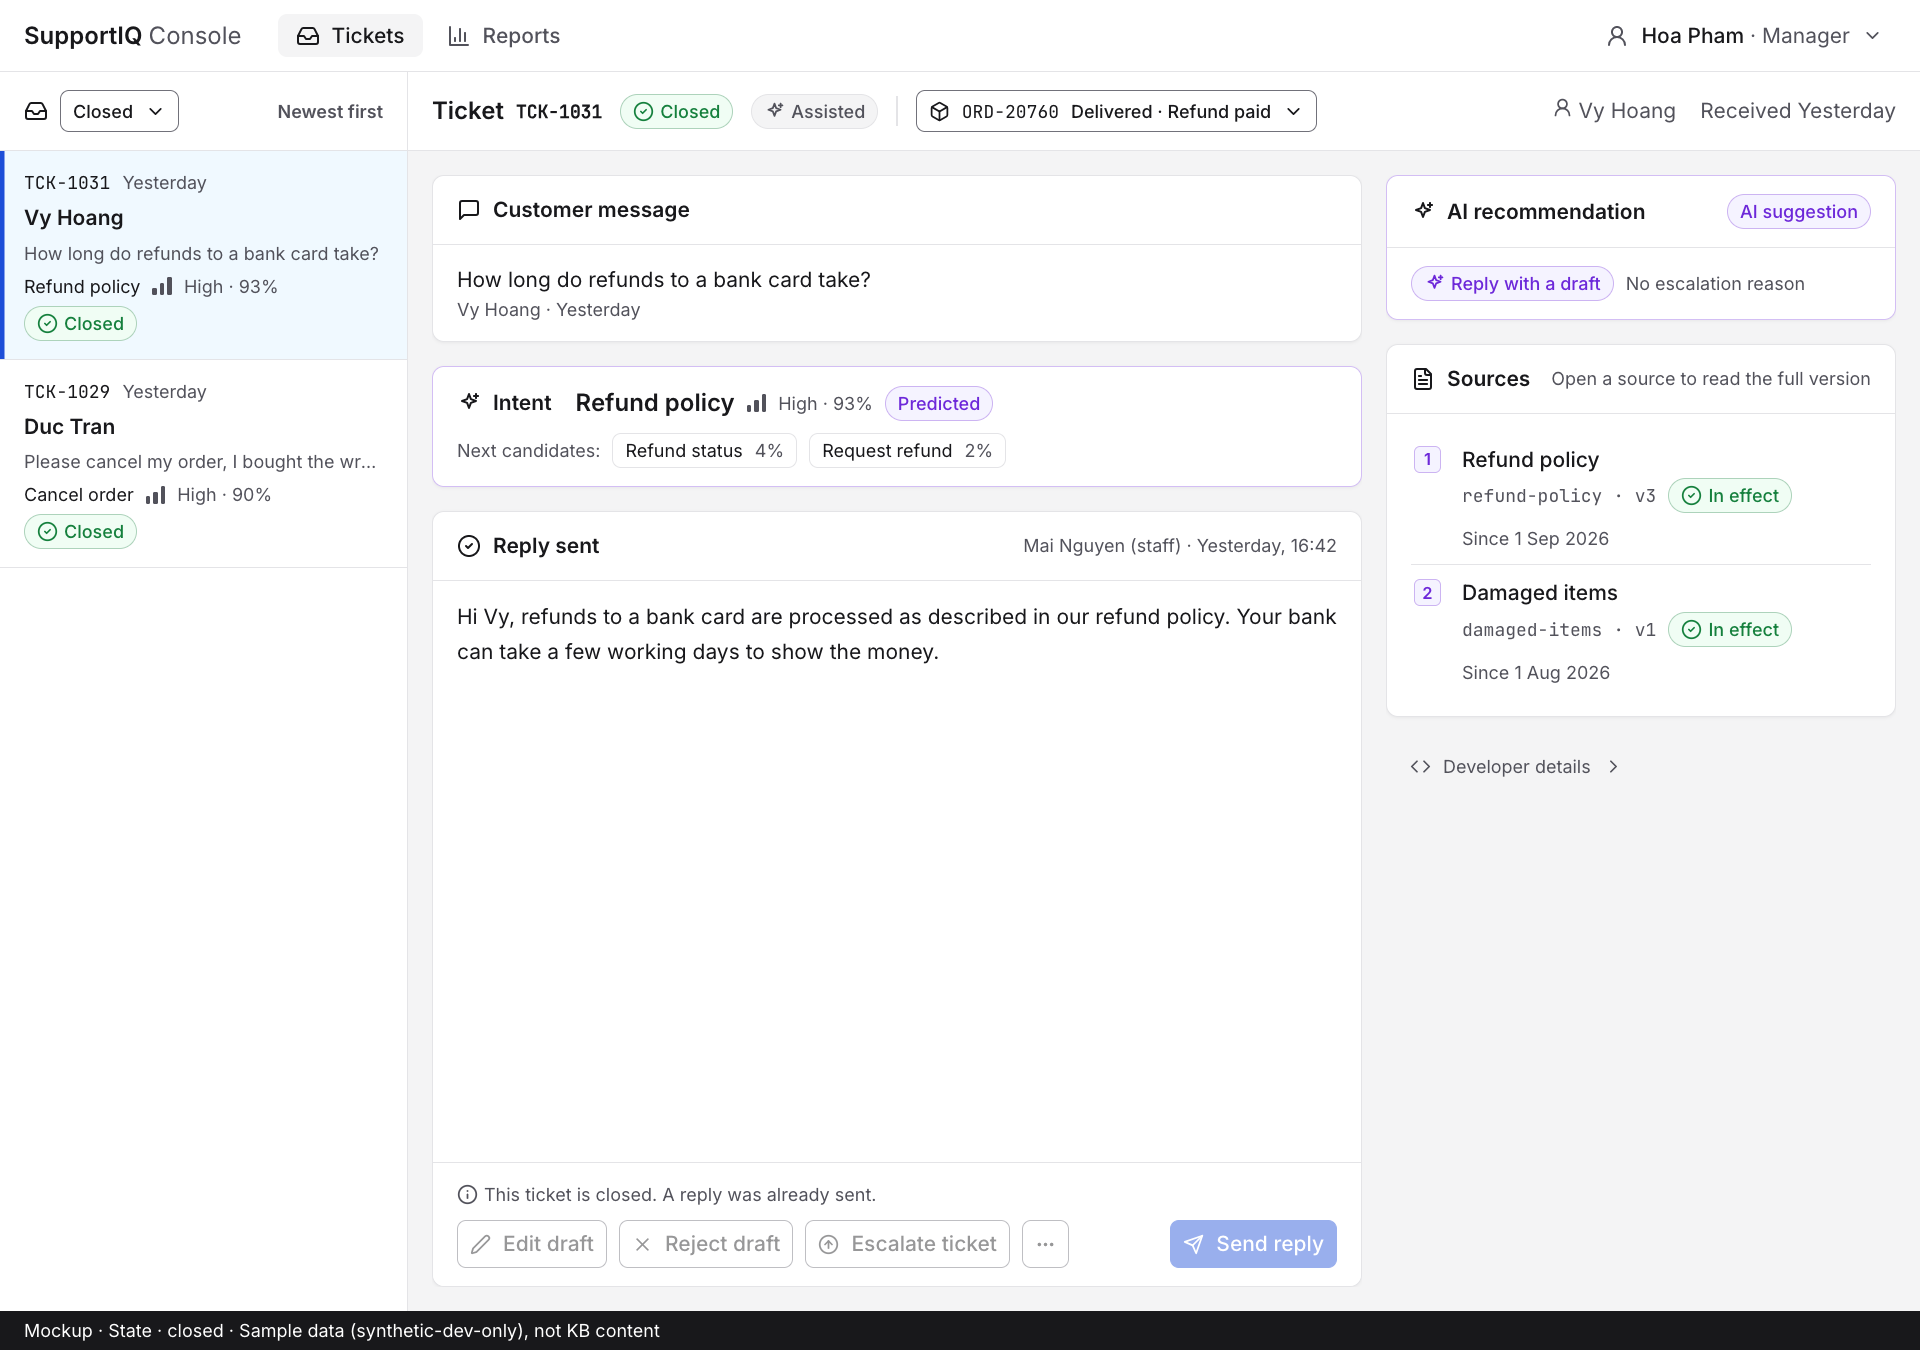 SupportIQ Console
Tickets
Reports
Hoa Pham · Manager
Closed
Newest first
Ticket TCK-1031
Closed
Assisted
ORD-20760 Delivered · Refund paid
Vy Hoang
Received Yesterday
TCK-1031 Yesterday
Vy Hoang
How long do refunds to a bank card take?
Refund policy High · 93%
Closed
TCK-1029 Yesterday
Duc Tran
Please cancel my order, I bought the wr...
Cancel order High · 90%
Closed
Customer message
How long do refunds to a bank card take?
Vy Hoang · Yesterday
Intent Refund policy High · 93% Predicted
Next candidates: Refund status 4% Request refund 2%
Reply sent
Mai Nguyen (staff) · Yesterday, 16:42
Hi Vy, refunds to a bank card are processed as described in our refund policy. Your bank
can take a few working days to show the money.
This ticket is closed. A reply was already sent.
Edit draft
Reject draft
Escalate ticket
Send reply
AI recommendation
AI suggestion
Reply with a draft
No escalation reason
Sources
Open a source to read the full version
1 Refund policy
refund-policy · v3 In effect
Since 1 Sep 2026
2 Damaged items
damaged-items · v1 In effect
Since 1 Aug 2026
Developer details
Mockup · State · closed · Sample data (synthetic-dev-only), not KB content